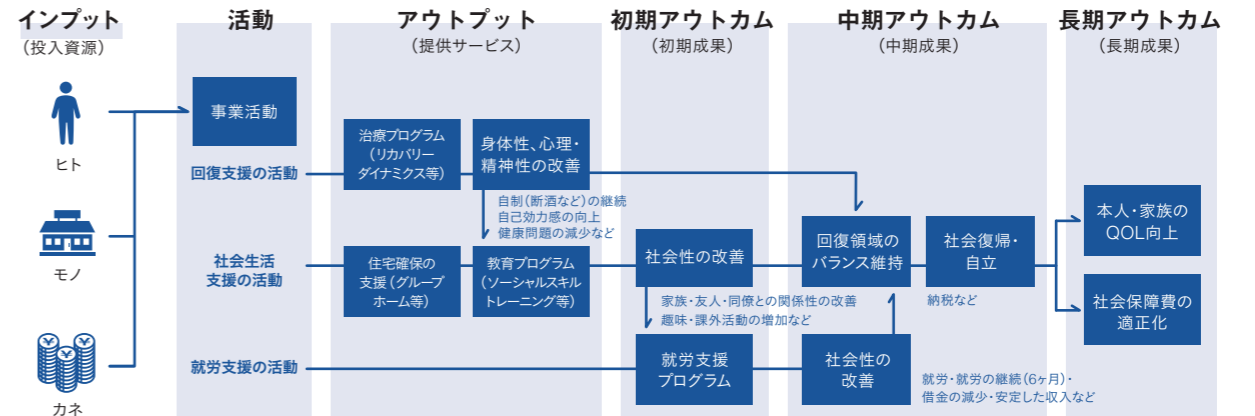 インプット
(投入資源)
活動
アウトプット
(提供サービス)
初期アウトカム
(初期成果)
中期アウトカム
(中期成果)
長期アウトカム
(長期成果)
ヒト
モノ
カネ
事業活動
回復支援の活動
治療プログラム
(リカバリー
ダイナミクス等)
身体性、心理・
精神性の改善
自制(断酒など)の継続
自己効力感の向上
健康問題の減少など
社会生活
支援の活動
住宅確保の
支援(グループ
ホーム等)
教育プログラム
(ソーシャルスキル
トレーニング等)
社会性の改善
家族・友人・同僚との関係性の改善
趣味・課外活動の増加など
回復領域の
バランス維持
社会復帰・
自立
納税など
本人・家族の
QOL向上
社会保障費の
適正化
就労支援の活動
就労支援
プログラム
社会性の
改善
就労・就労の継続(6ヶ月)・
借金の減少・安定した収入など